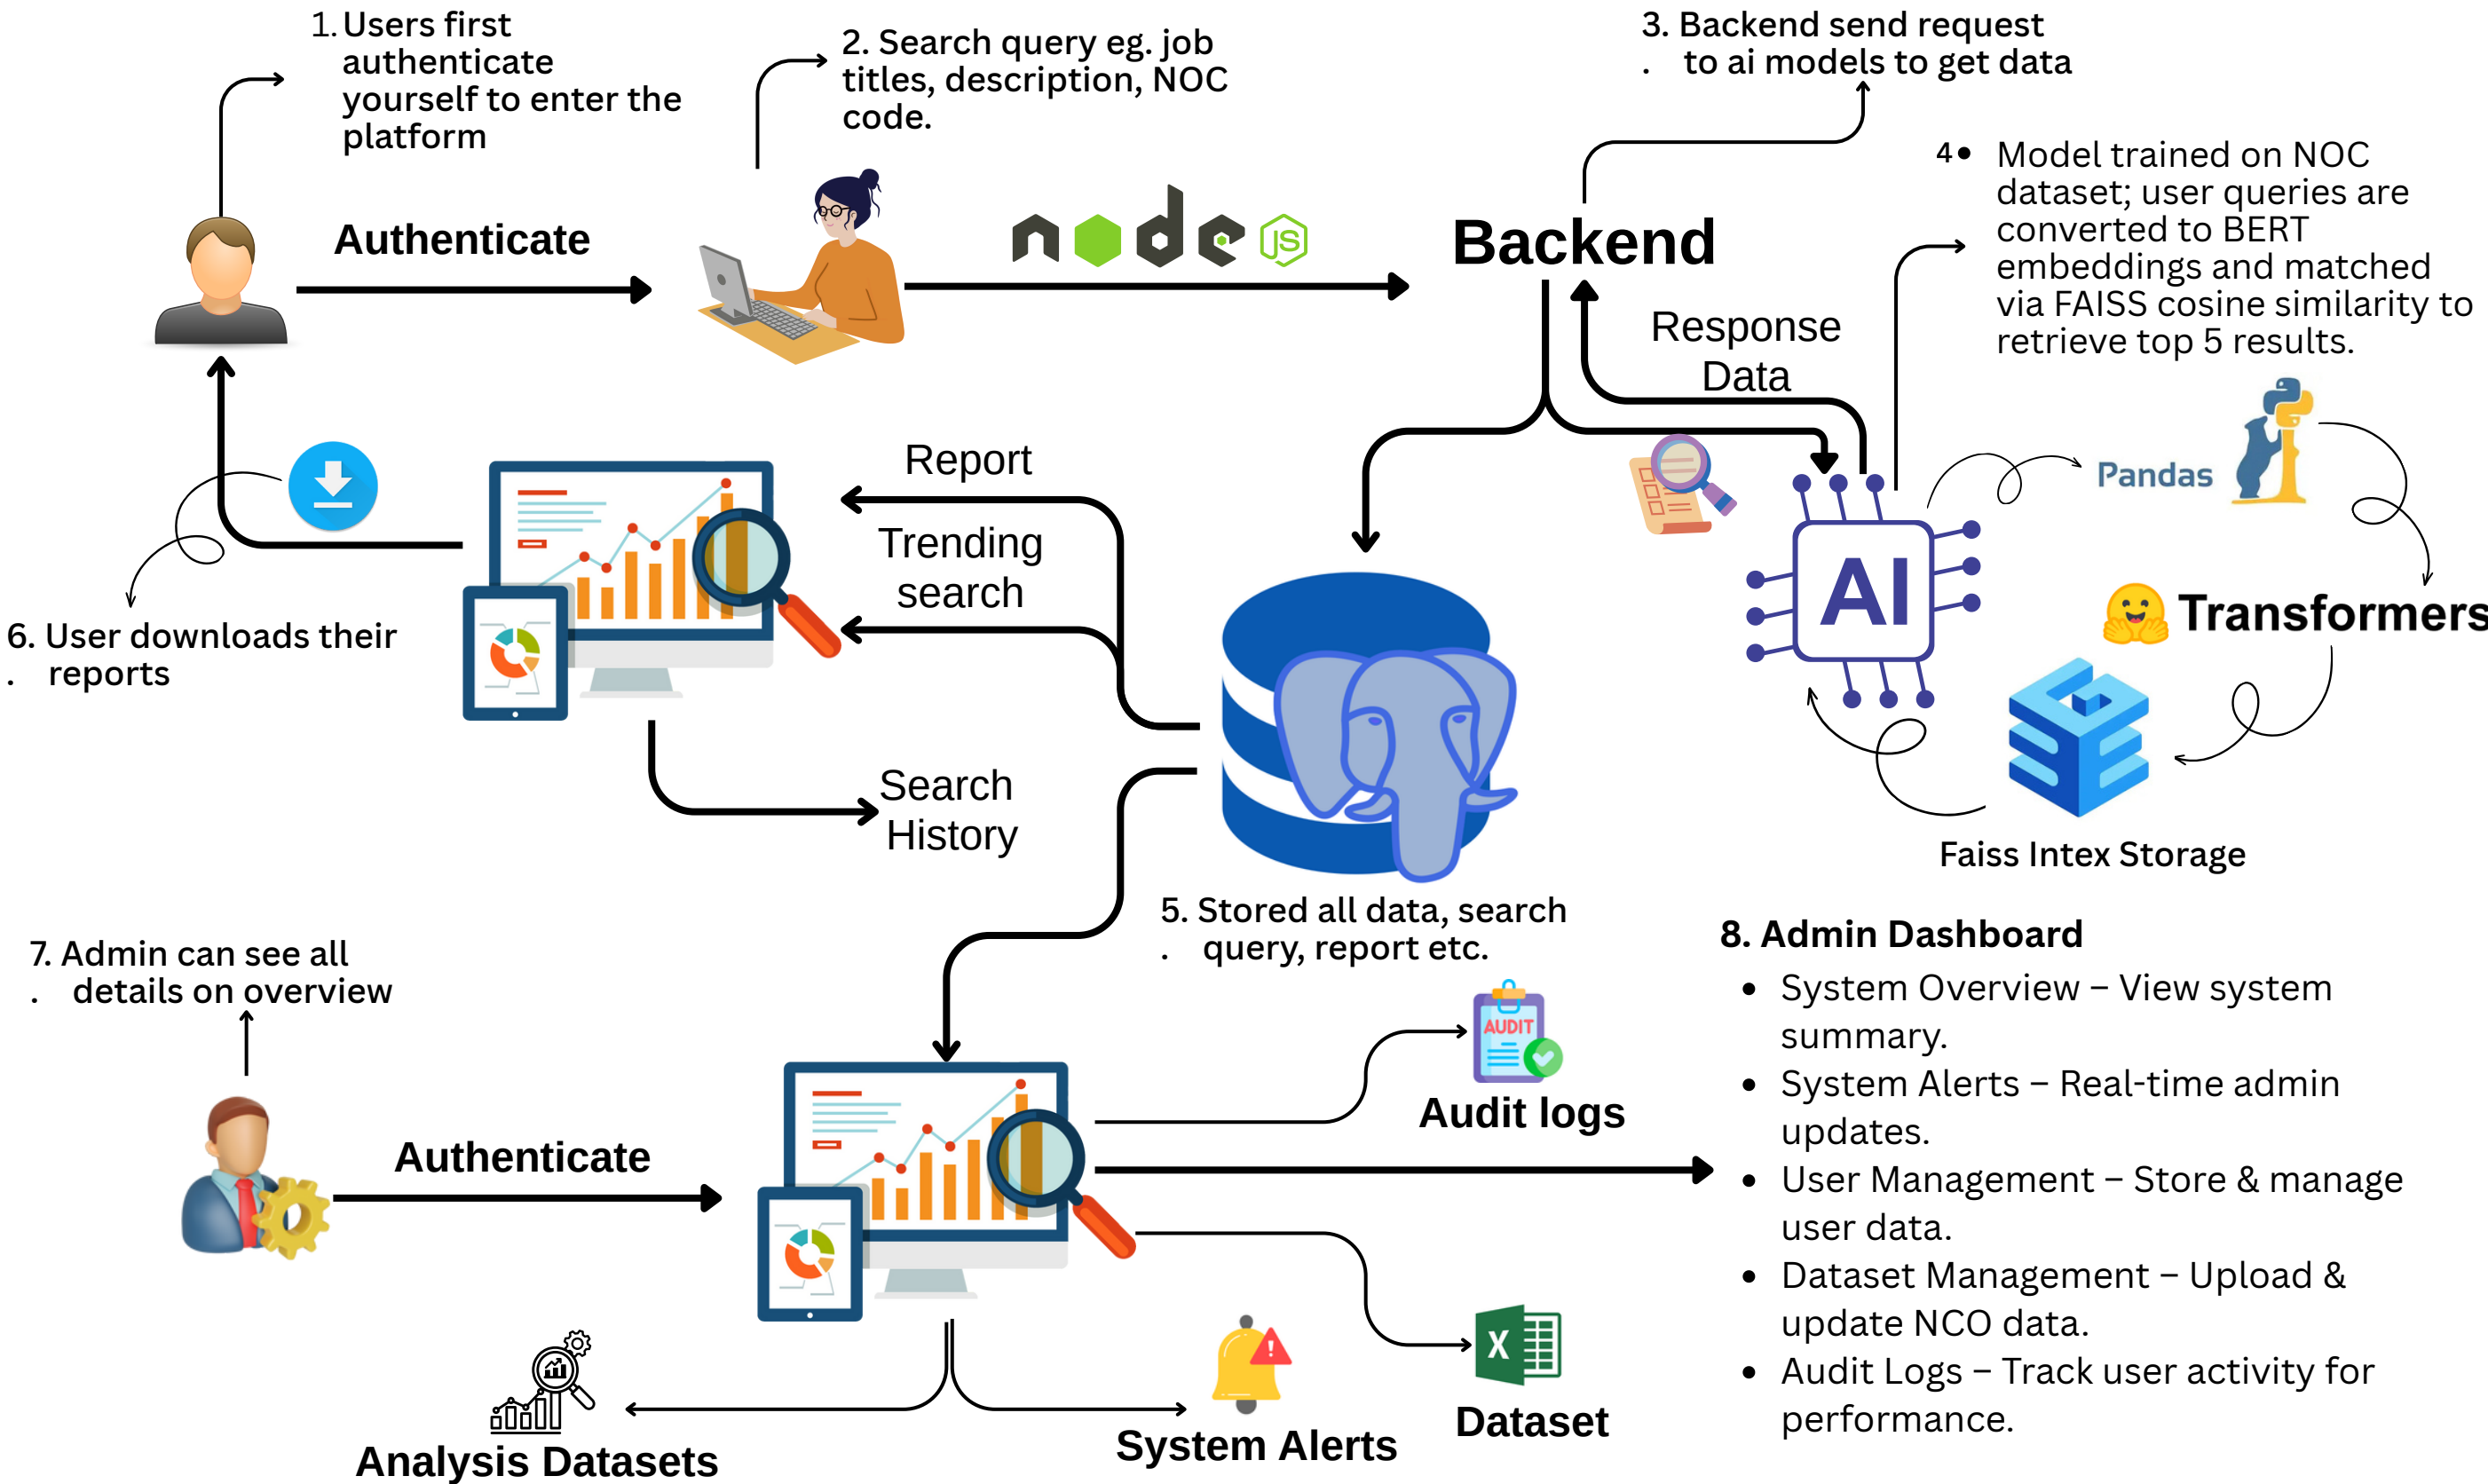 1. Users first
authenticate
yourself to enter the
platform
2. Search query eg. job
titles, description, NOC
code.
3. Backend send request
. to ai models to get data
4• Model trained on NOC
dataset; user queries are
converted to BERT
embeddings and matched
via FAISS cosine similarity to
retrieve top 5 results.
Authenticate
node
JS
Backend
Response
Data
Report
Trending
search
Pandas
AI
Transformers
6. User downloads their
. reports
Search
History
Faiss Intex Storage
5. Stored all data, search
. query, report etc.
7. Admin can see all
. details on overview
8. Admin Dashboard
• System Overview – View system
summary.
• System Alerts – Real-time admin
updates.
• User Management – Store & manage
user data.
• Dataset Management – Upload &
update NCO data.
• Audit Logs – Track user activity for
performance.
AUDIT
Audit logs
Authenticate
X
Dataset
System Alerts
Analysis Datasets